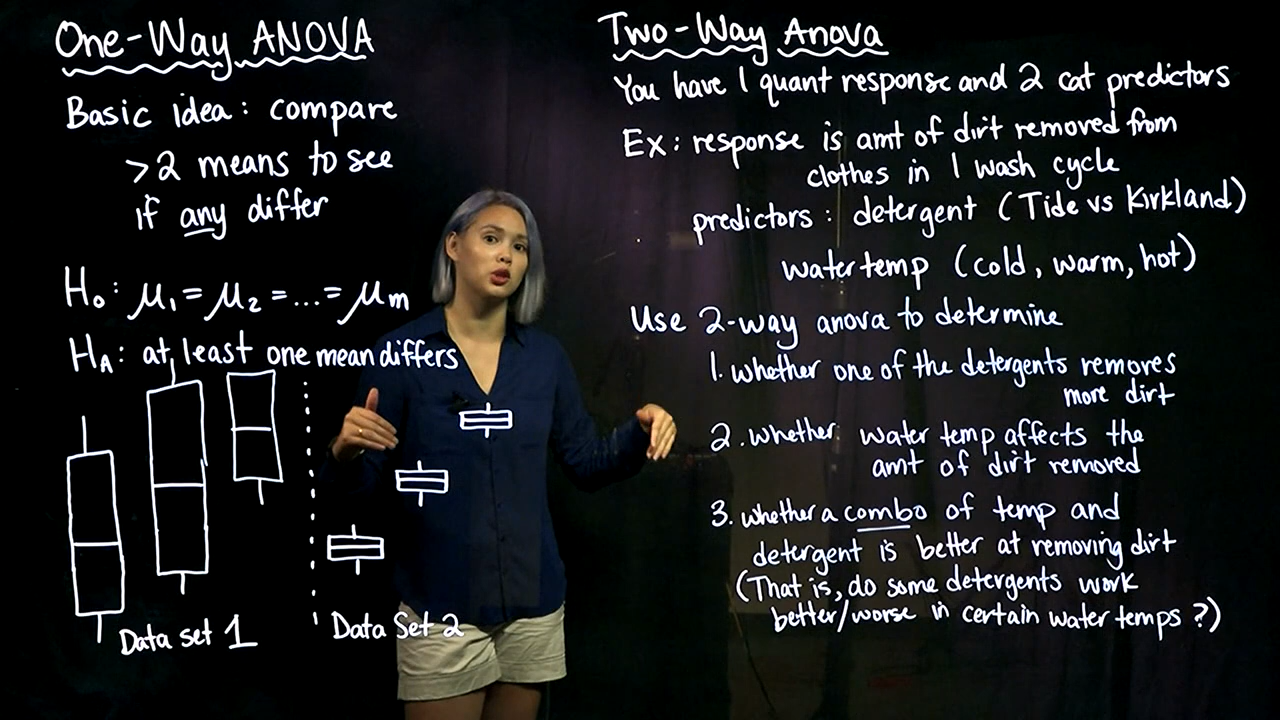 One-Way ANOVA
Basic idea: compare
>2 means to see
if any differ
H₀: μ₁ = μ₂ = ... = μₘ
H_A: at least one mean differs
Data set 1
Data Set 2
Two-Way Anova
You have 1 quant response and 2 cat predictors
Ex: response is amt of dirt removed from
clothes in 1 wash cycle
predictors: detergent (Tide vs Kirkland)
water temp (cold, warm, hot)
Use 2-way anova to determine
1. whether one of the detergents removes
more dirt
2. whether water temp affects the
amt of dirt removed
3. whether a combo of temp and
detergent is better at removing dirt
(That is, do some detergents work
better/worse in certain water temps?)